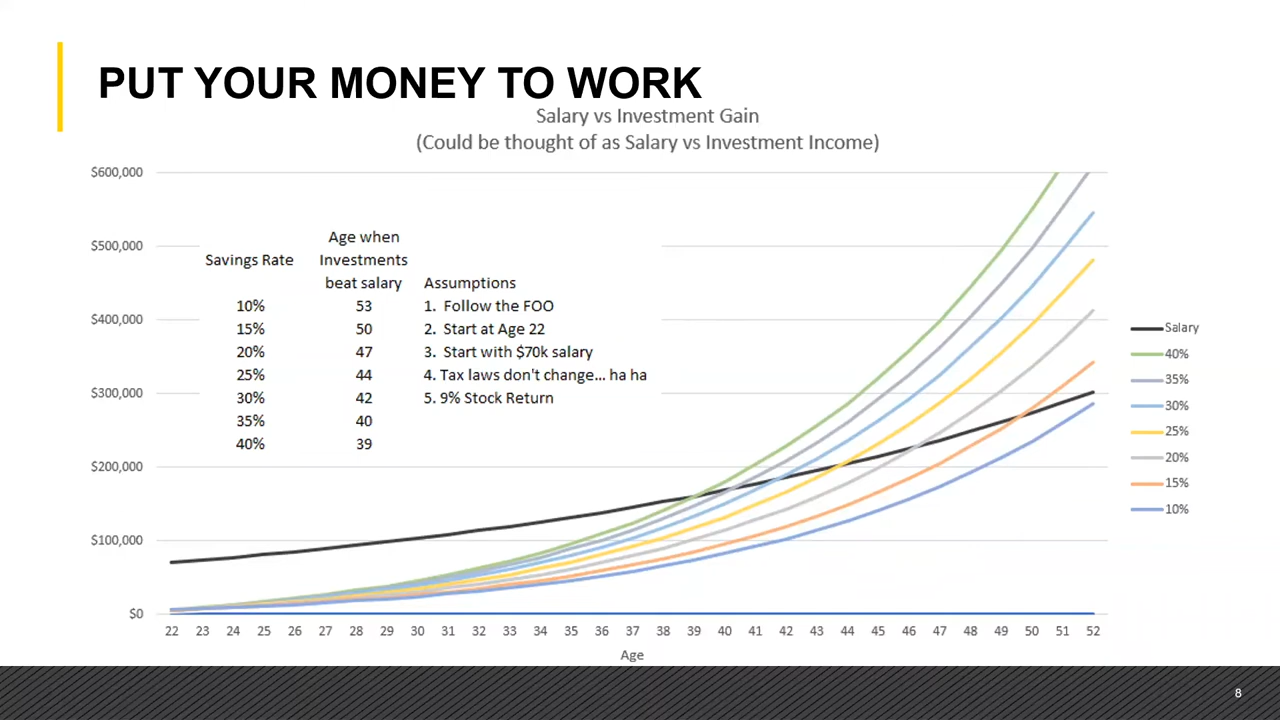 PUT YOUR MONEY TO WORK
Salary vs Investment Gain
(Could be thought of as Salary vs Investment Income)
$600,000
$500,000
$400,000
$300,000
$200,000
$100,000
$0
Savings Rate
Age when
Investments
beat salary
Assumptions
10% 53 1. Follow the FOO
15% 50 2. Start at Age 22
20% 47 3. Start with $70k salary
25% 44 4. Tax laws don't change... ha ha
30% 42 5. 9% Stock Return
35% 40
40% 39
Salary
40%
35%
30%
25%
20%
15%
10%
22 23 24 25 26 27 28 29 30 31 32 33 34 35 36 37 38 39 40 41 42 43 44 45 46 47 48 49 50 51 52
Age
8